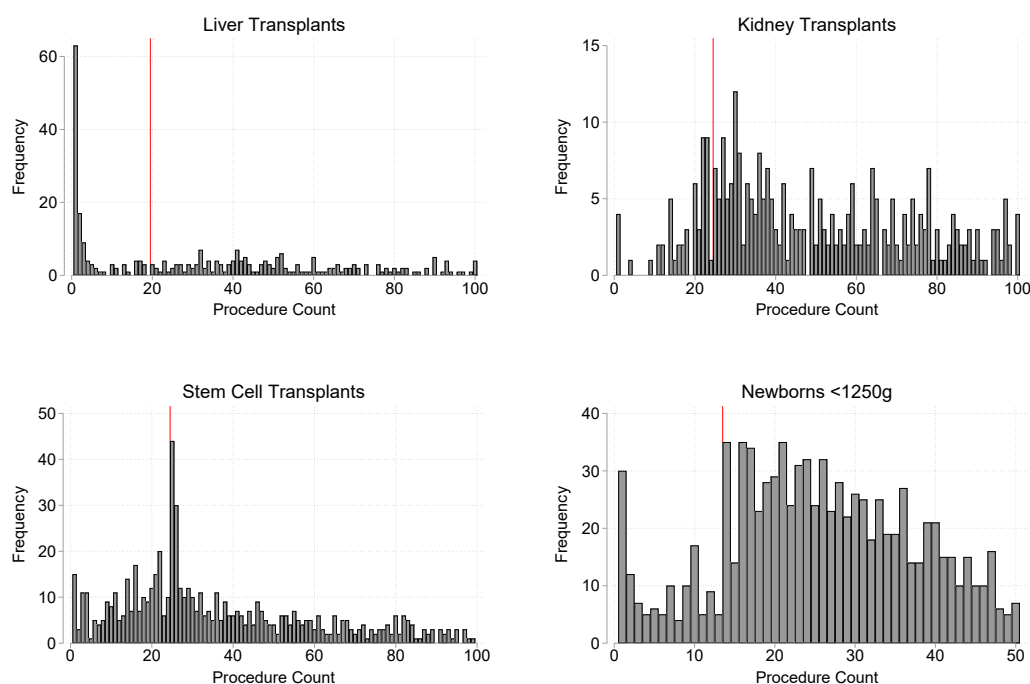 Liver Transplants
60
40
20
0
Frequency
0 20 40 60 80 100
Procedure Count
Kidney Transplants
15
10
5
0
Frequency
0 20 40 60 80 100
Procedure Count
Stem Cell Transplants
50
40
30
20
10
0
Frequency
0 20 40 60 80 100
Procedure Count
Newborns <1250g
40
30
20
10
0
Frequency
0 10 20 30 40 50
Procedure Count